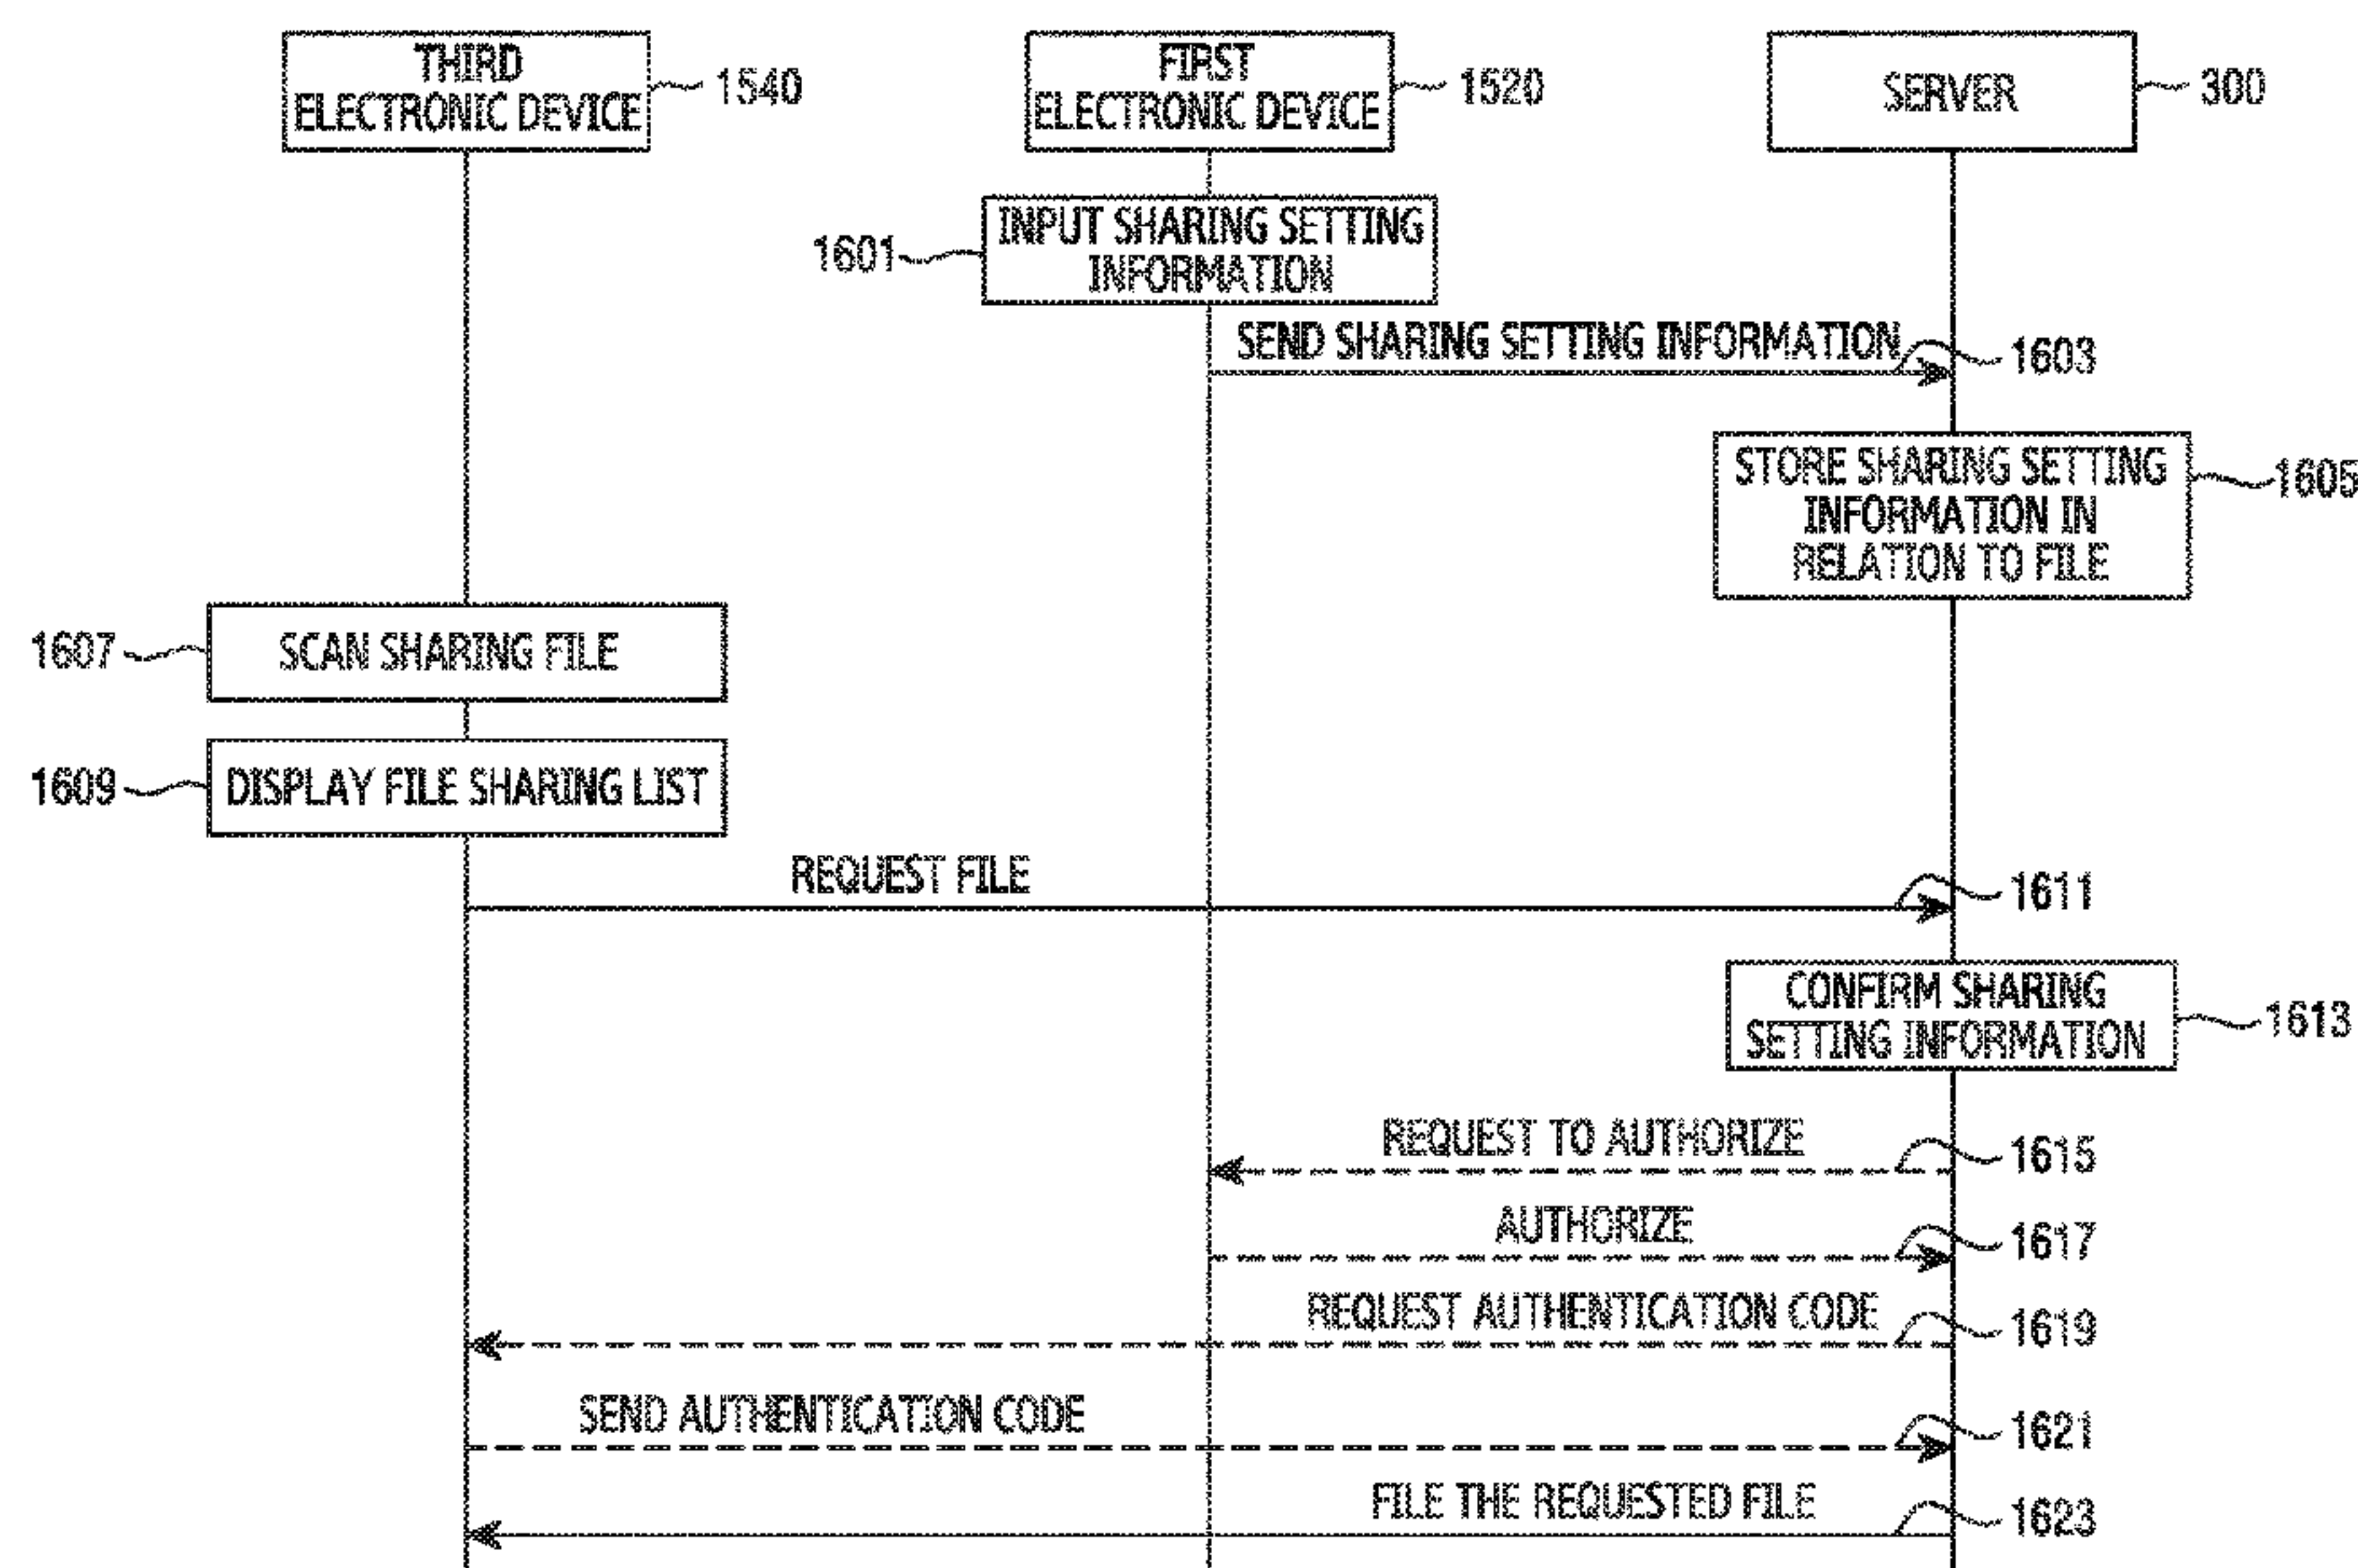 THIRD
ELECTRONIC DEVICE
1540
FIRST
ELECTRONIC DEVICE
1520
SERVER
300
1601
INPUT SHARING SETTING
INFORMATION
SEND SHARING SETTING INFORMATION
1603
STORE SHARING SETTING
INFORMATION IN
RELATION TO FILE
1605
1607
SCAN SHARING FILE
1609
DISPLAY FILE SHARING LIST
REQUEST FILE
1611
CONFIRM SHARING
SETTING INFORMATION
1613
REQUEST TO AUTHORIZE
1615
AUTHORIZE
1617
REQUEST AUTHENTICATION CODE
1619
SEND AUTHENTICATION CODE
1621
FILE THE REQUESTED FILE
1623